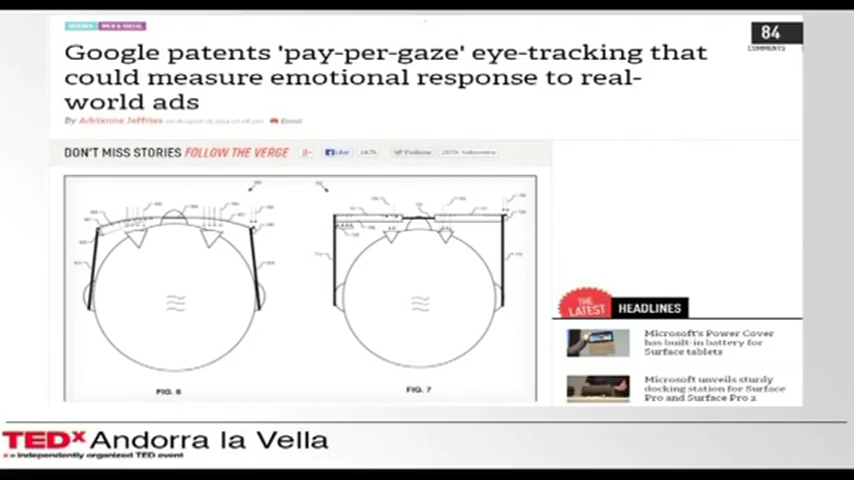 84
COMMENTS
Google patents 'pay-per-gaze' eye-tracking that
could measure emotional response to real-
world ads
By Adrianne Jeffries
Email
DON'T MISS STORIES FOLLOW THE VERGE
Like
Follow
FIG. 6
FIG. 7
THE LATEST HEADLINES
Microsoft's Power Cover
has built-in battery for
Surface tablets
Microsoft unveils sturdy
docking station for Surface
Pro and Surface Pro 2
TEDx Andorra la Vella
x = independently organized TED event